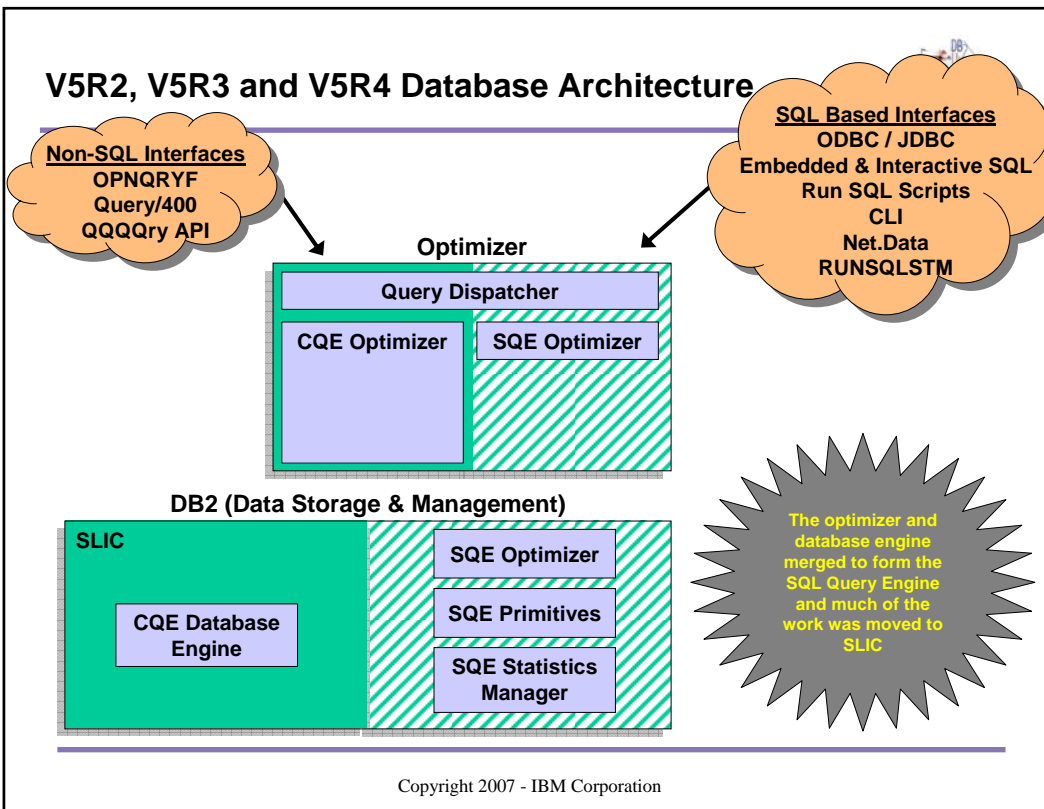 DB
V5R2, V5R3 and V5R4 Database Architecture
Non-SQL Interfaces
OPNQRYF
Query/400
QQQQry API
SQL Based Interfaces
ODBC / JDBC
Embedded & Interactive SQL
Run SQL Scripts
CLI
Net.Data
RUNSQLSTM
Optimizer
Query Dispatcher
CQE Optimizer
SQE Optimizer
DB2 (Data Storage & Management)
SLIC
CQE Database
Engine
SQE Optimizer
SQE Primitives
SQE Statistics
Manager
The optimizer and
database engine
merged to form the
SQL Query Engine
and much of the
work was moved to
SLIC
Copyright 2007 - IBM Corporation